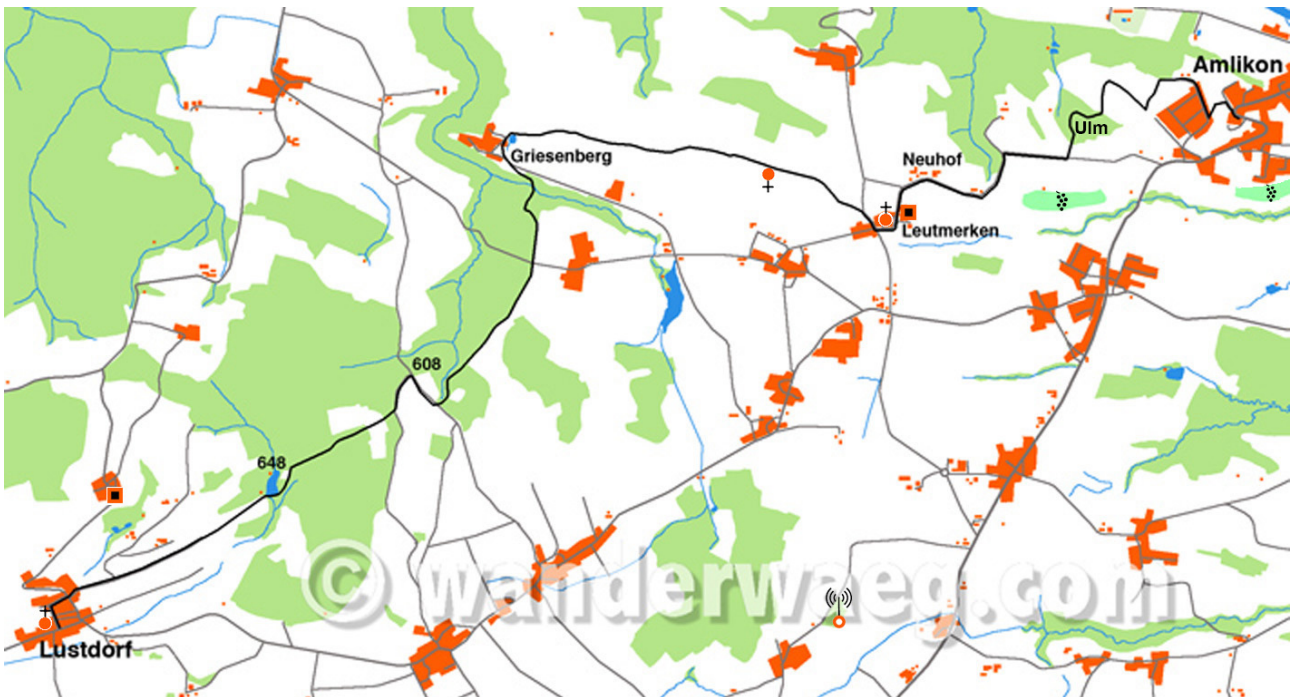 Amlikon
Ulm
Griesenberg
Neuhof
Leutmerken
608
648
© wanderwaeg.com
Lustdorf